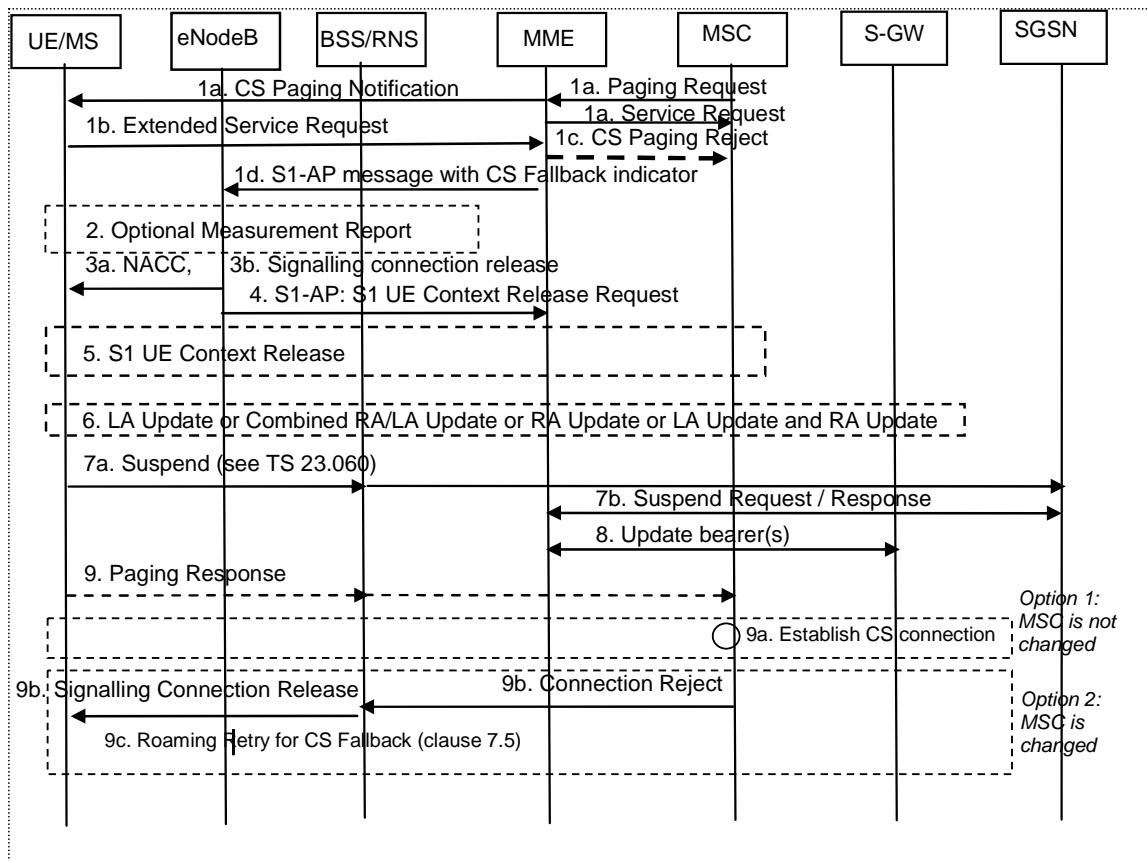 UE/MS
eNodeB
BSS/RNS
MME
MSC
S-GW
SGSN
1a. CS Paging Notification
1a. Paging Request
1a. Service Request
1b. Extended Service Request
1c. CS Paging Reject
1d. S1-AP message with CS Fallback indicator
2. Optional Measurement Report
3a. NACC,
3b. Signalling connection release
4. S1-AP: S1 UE Context Release Request
5. S1 UE Context Release
6. LA Update or Combined RA/LA Update or RA Update or LA Update and RA Update
7a. Suspend (see TS 23.060)
7b. Suspend Request / Response
8. Update bearer(s)
9. Paging Response
Option 1:
MSC is not
changed
9a. Establish CS connection
9b. Signalling Connection Release
9b. Connection Reject
Option 2:
MSC is
changed
9c. Roaming Retry for CS Fallback (clause 7.5)